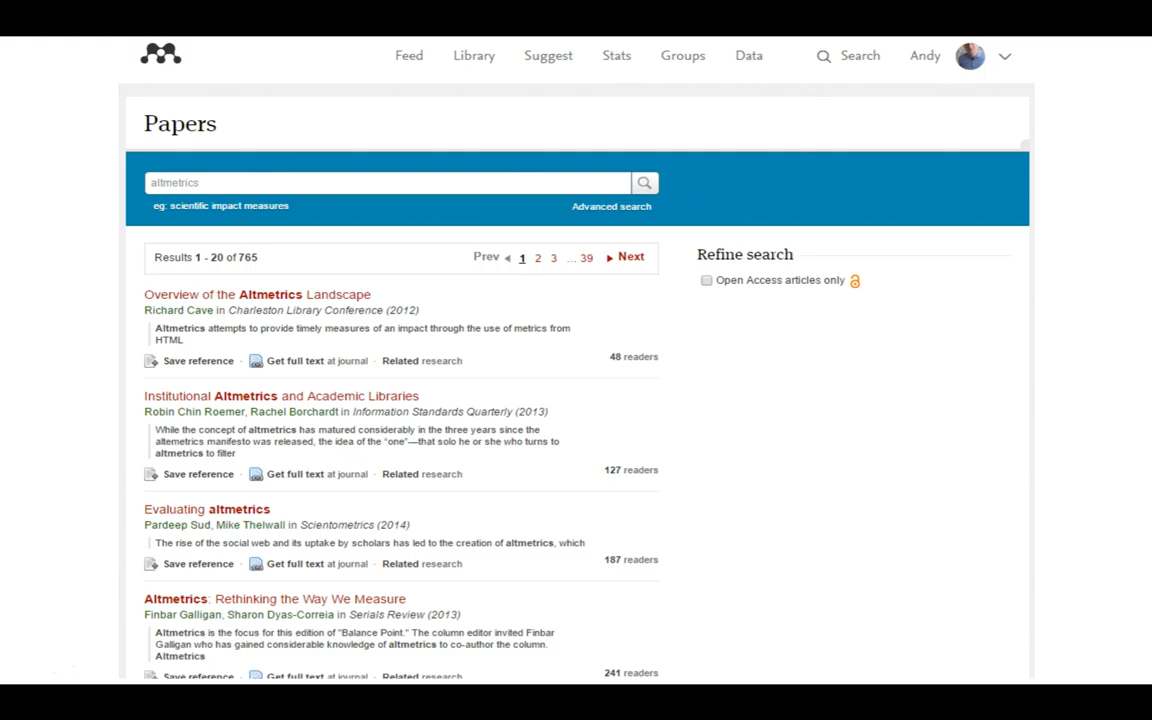 Feed Library Suggest Stats Groups Data Search Andy
Papers
altmetrics
eg: scientific impact measures Advanced search
Results 1 - 20 of 765 Prev 1 2 3 ... 39 Next
Refine search
Open Access articles only
Overview of the Altmetrics Landscape
Richard Cave in Charleston Library Conference (2012)
Altmetrics attempts to provide timely measures of an impact through the use of metrics from
HTML
Save reference · Get full text at journal · Related research 48 readers
Institutional Altmetrics and Academic Libraries
Robin Chin Roemer, Rachel Borchardt in Information Standards Quarterly (2013)
While the concept of altmetrics has matured considerably in the three years since the
altemetrics manifesto was released, the idea of the "one"—that solo he or she who turns to
altmetrics to filter
Save reference · Get full text at journal · Related research 127 readers
Evaluating altmetrics
Pardeep Sud, Mike Thelwall in Scientometrics (2014)
The rise of the social web and its uptake by scholars has led to the creation of altmetrics, which
Save reference · Get full text at journal · Related research 187 readers
Altmetrics: Rethinking the Way We Measure
Finbar Galligan, Sharon Dyas-Correia in Serials Review (2013)
Altmetrics is the focus for this edition of "Balance Point." The column editor invited Finbar
Galligan who has gained considerable knowledge of altmetrics to co-author the column.
Altmetrics
Save reference · Get full text at journal · Related research 241 readers